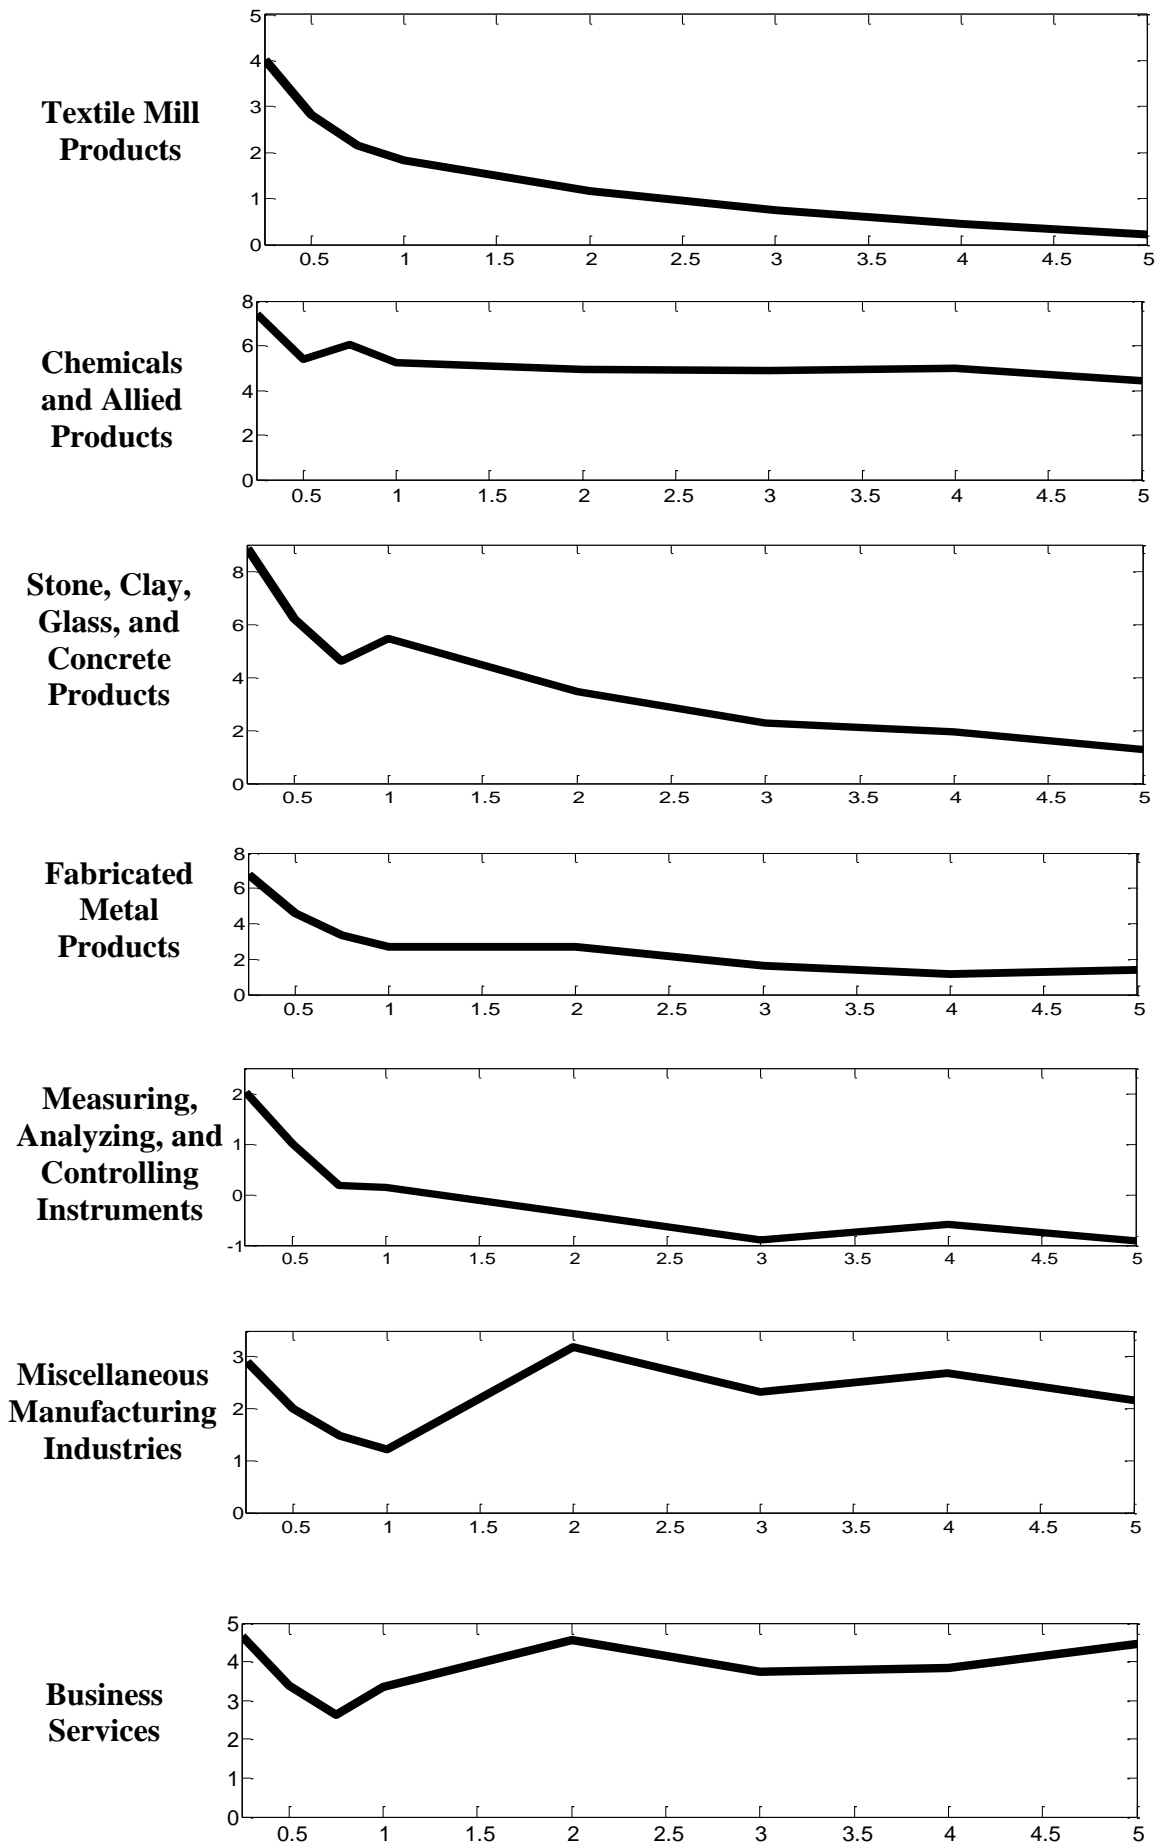 5
4
Textile Mill
3
Products
2
1
0
0.5 1 1.5 2 2.5 3 3.5 4 4.5 5
8
Chemicals
6
and Allied
4
Products
2
0
0.5 1 1.5 2 2.5 3 3.5 4 4.5 5
Stone, Clay,
8
Glass, and
6
Concrete
4
Products
2
0
0.5 1 1.5 2 2.5 3 3.5 4 4.5 5
8
Fabricated
6
Metal
4
Products
2
0
0.5 1 1.5 2 2.5 3 3.5 4 4.5 5
2
Measuring,
Analyzing, and
1
Controlling
0
Instruments
-1
0.5 1 1.5 2 2.5 3 3.5 4 4.5 5
3
Miscellaneous
2
Manufacturing
1
Industries
0
0.5 1 1.5 2 2.5 3 3.5 4 4.5 5
5
4
Business
3
Services
2
1
0
0.5 1 1.5 2 2.5 3 3.5 4 4.5 5